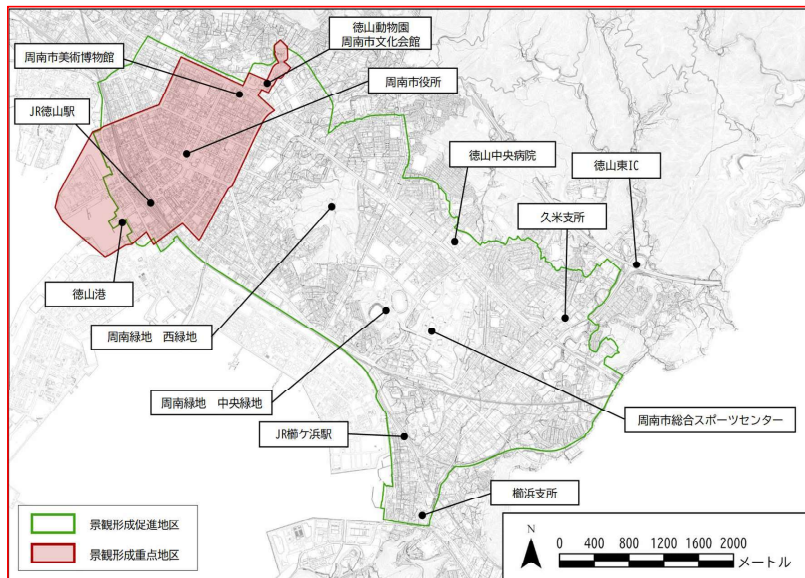 徳山動物園
周南市文化会館
周南市美術博物館
周南市役所
JR徳山駅
徳山中央病院
徳山東IC
久米支所
徳山港
周南緑地 西緑地
周南緑地 中央緑地
周南市総合スポーツセンター
JR櫛ケ浜駅
櫛浜支所
景観形成促進地区
景観形成重点地区
N
0 400 800 1200 1600 2000
メートル